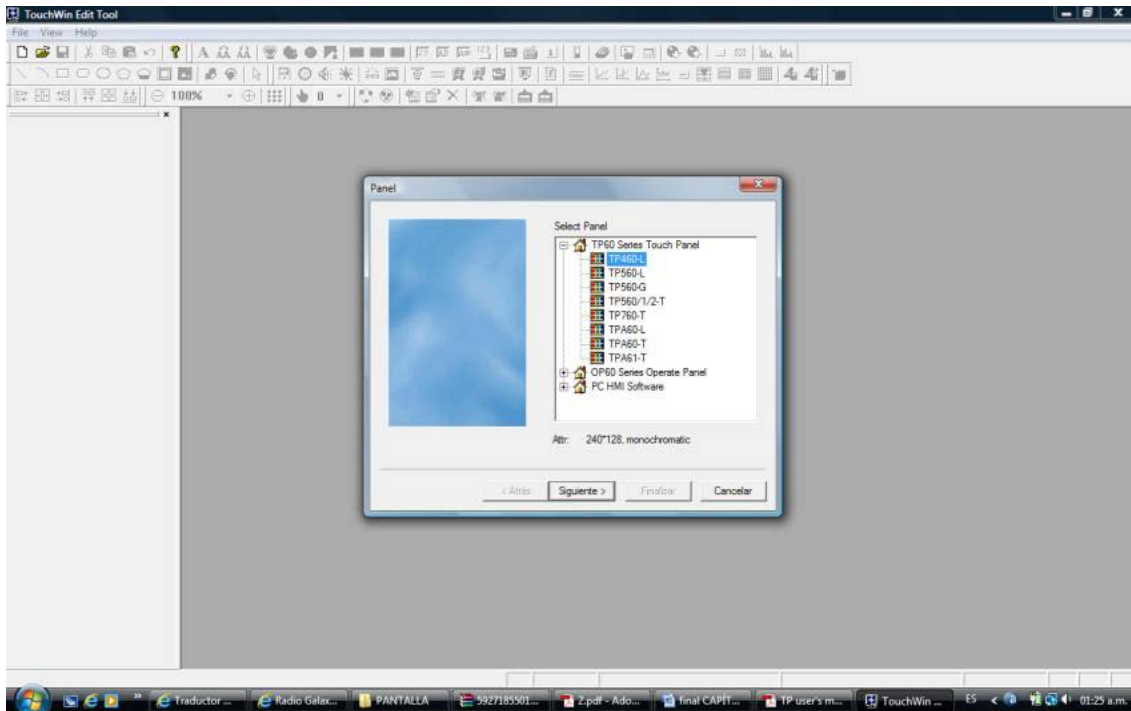 TouchWin Edit Tool
File View Help
100%
0
Panel
Select Panel
TP60 Series Touch Panel
TP460-L
TP560-L
TP560-G
TP560/1/2-T
TP760-T
TPA60-L
TPA60-T
TPA61-T
OP60 Series Operate Panel
PC HMI Software
Attr: 240*128, monochromatic
< Atrás Siguiente > Finalizar Cancelar
Traductor ... Radio Galax... PANTALLA 5927185501... 2.pdf - Ado... final CAPÍT... TP user's m... TouchWin ... ES 01:25 a.m.